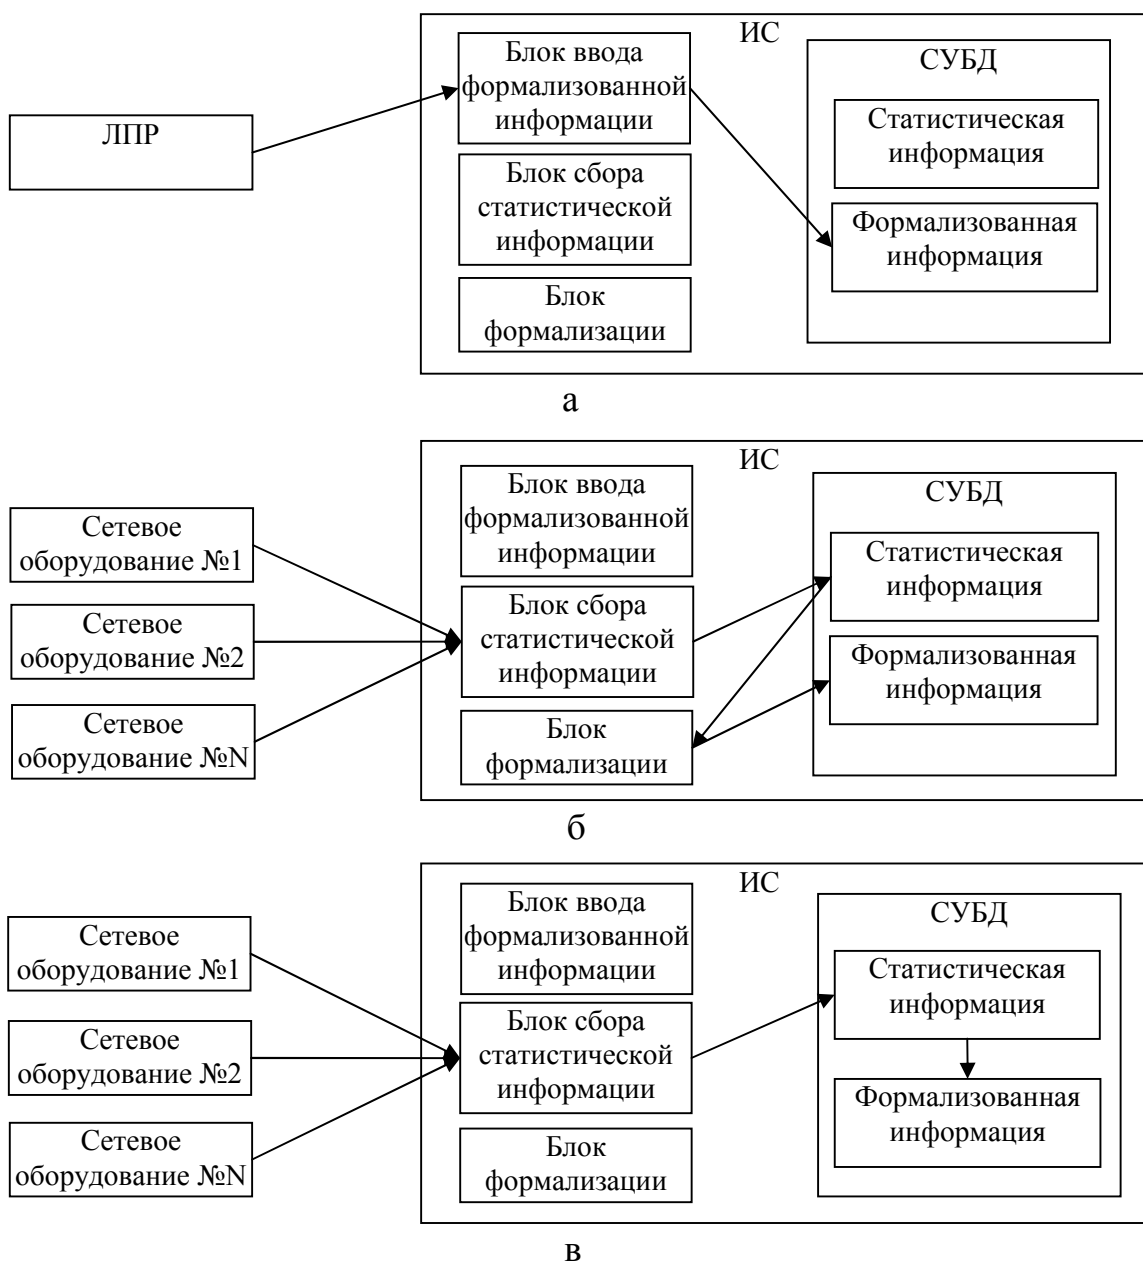 ИС
Блок ввода
формализованной
информации
СУБД
ЛПР
Статистическая
информация
Блок сбора
статистической
информации
Формализованная
информация
Блок
формализации
а
ИС
Блок ввода
формализованной
информации
СУБД
Сетевое
оборудование №1
Статистическая
информация
Сетевое
оборудование №2
Блок сбора
статистической
информации
Формализованная
информация
Сетевое
оборудование №N
Блок
формализации
б
ИС
Блок ввода
формализованной
информации
СУБД
Сетевое
оборудование №1
Статистическая
информация
Сетевое
оборудование №2
Блок сбора
статистической
информации
Формализованная
информация
Сетевое
оборудование №N
Блок
формализации
в